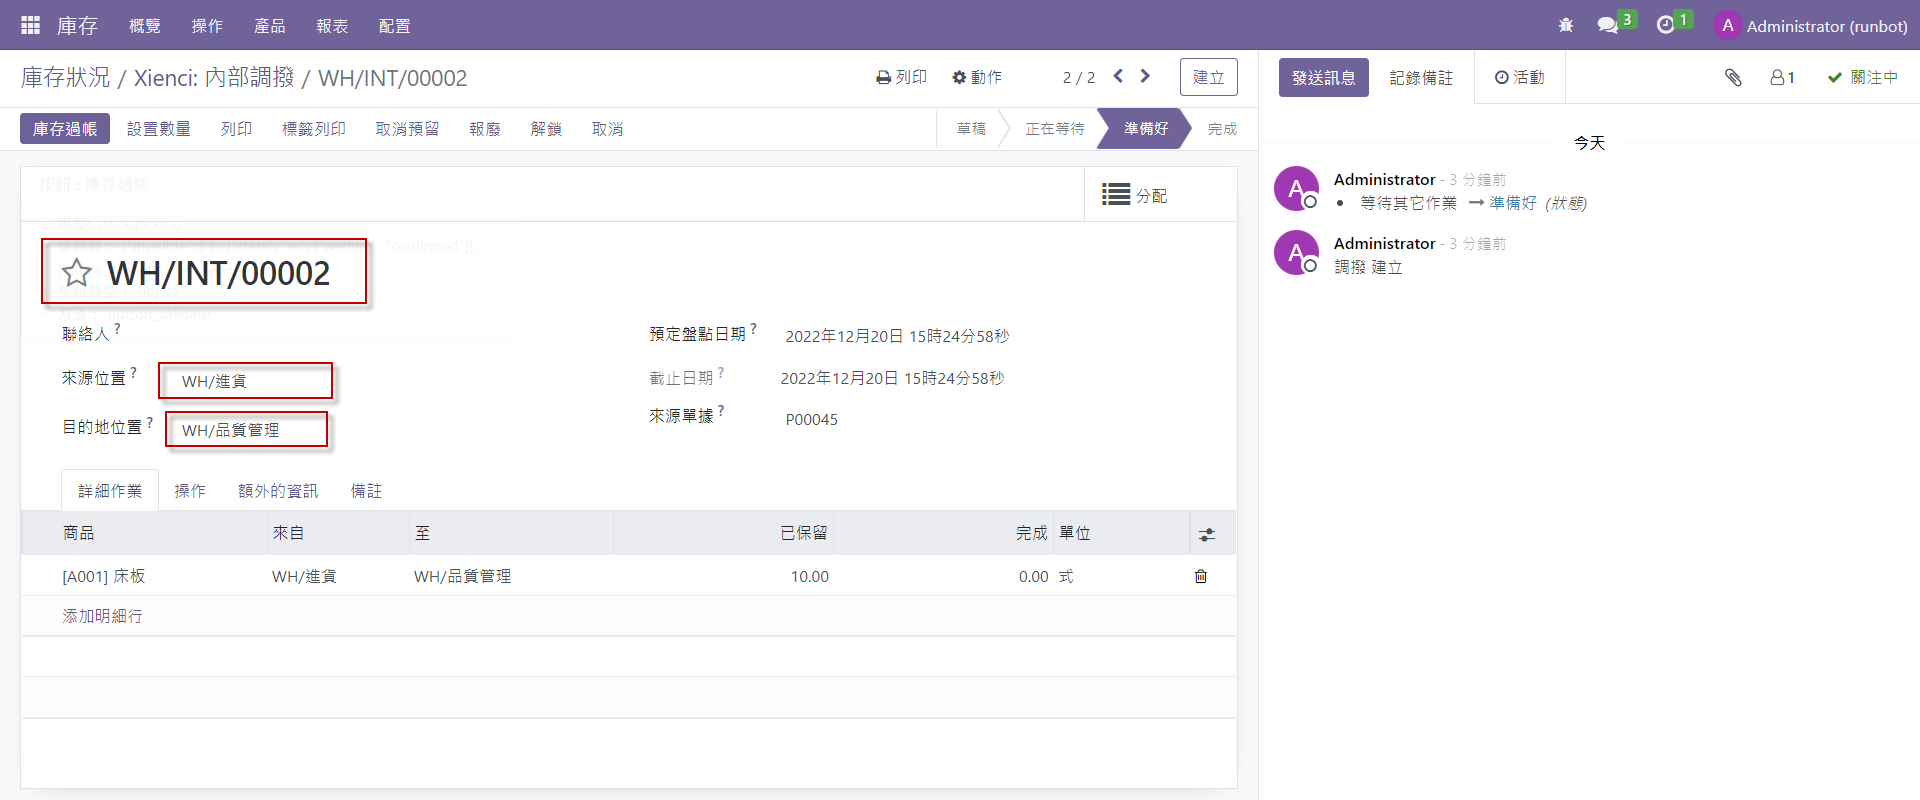 庫存 概覽 操作 產品 報表 配置 3 1 A Administrator (runbot)
庫存狀況 / Xienci: 內部調撥 / WH/INT/00002 列印 動作 2 / 2 建立
庫存過帳 設置數量 列印 標籤列印 取消預留 報廢 解鎖 取消 草稿 正在等待 準備好 完成
按鈕 : 庫存過帳
分配
模型: stock.picking
"confirmed"]],
WH/INT/00002
button_validate
聯絡人?
預定盤點日期? 2022年12月20日 15時24分58秒
來源位置? WH/進貨
截止日期? 2022年12月20日 15時24分58秒
目的地位置? WH/品質管理
來源單據? P00045
詳細作業 操作 額外的資訊 備註
商品 來自 至 已保留 完成 單位
[A001] 床板 WH/進貨 WH/品質管理 10.00 0.00 式
添加明細行
發送訊息 記錄備註 活動 1 關注中
今天
A Administrator - 3 分鐘前
• 等待其它作業 → 準備好 (狀態)
A Administrator - 3 分鐘前
調撥 建立